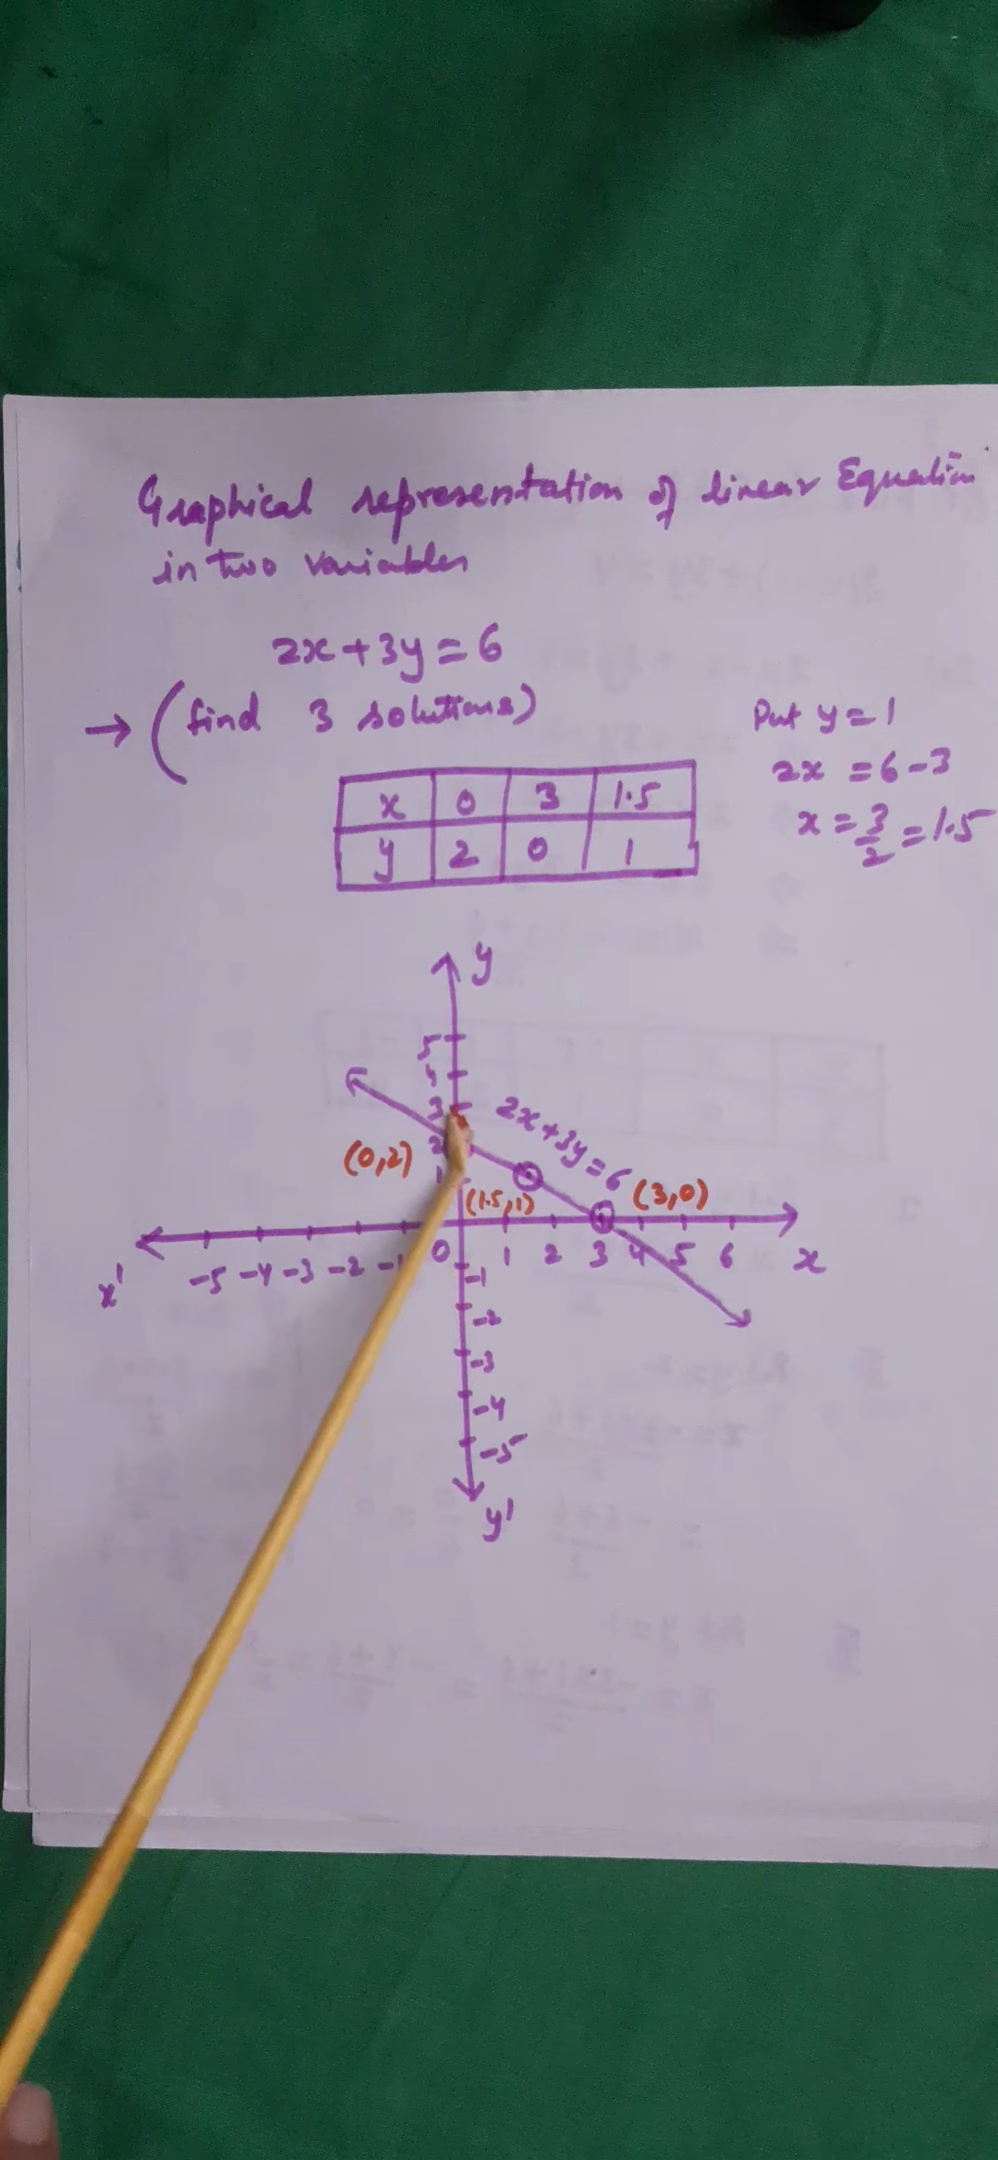 Graphical representation of linear Equation
in two variables
2x+3y=6
→ (find 3 solutions)
Put y=1
2x = 6-3
x = 3/2 = 1.5
x 0 3 1.5
y 2 0 1
y
5
4
3
2
1
2x+3y=6
(0,2)
(1.5,1)
(3,0)
x' -5 -4 -3 -2 -1 0 1 2 3 4 5 6 x
-1
-2
-3
-4
-5
y'